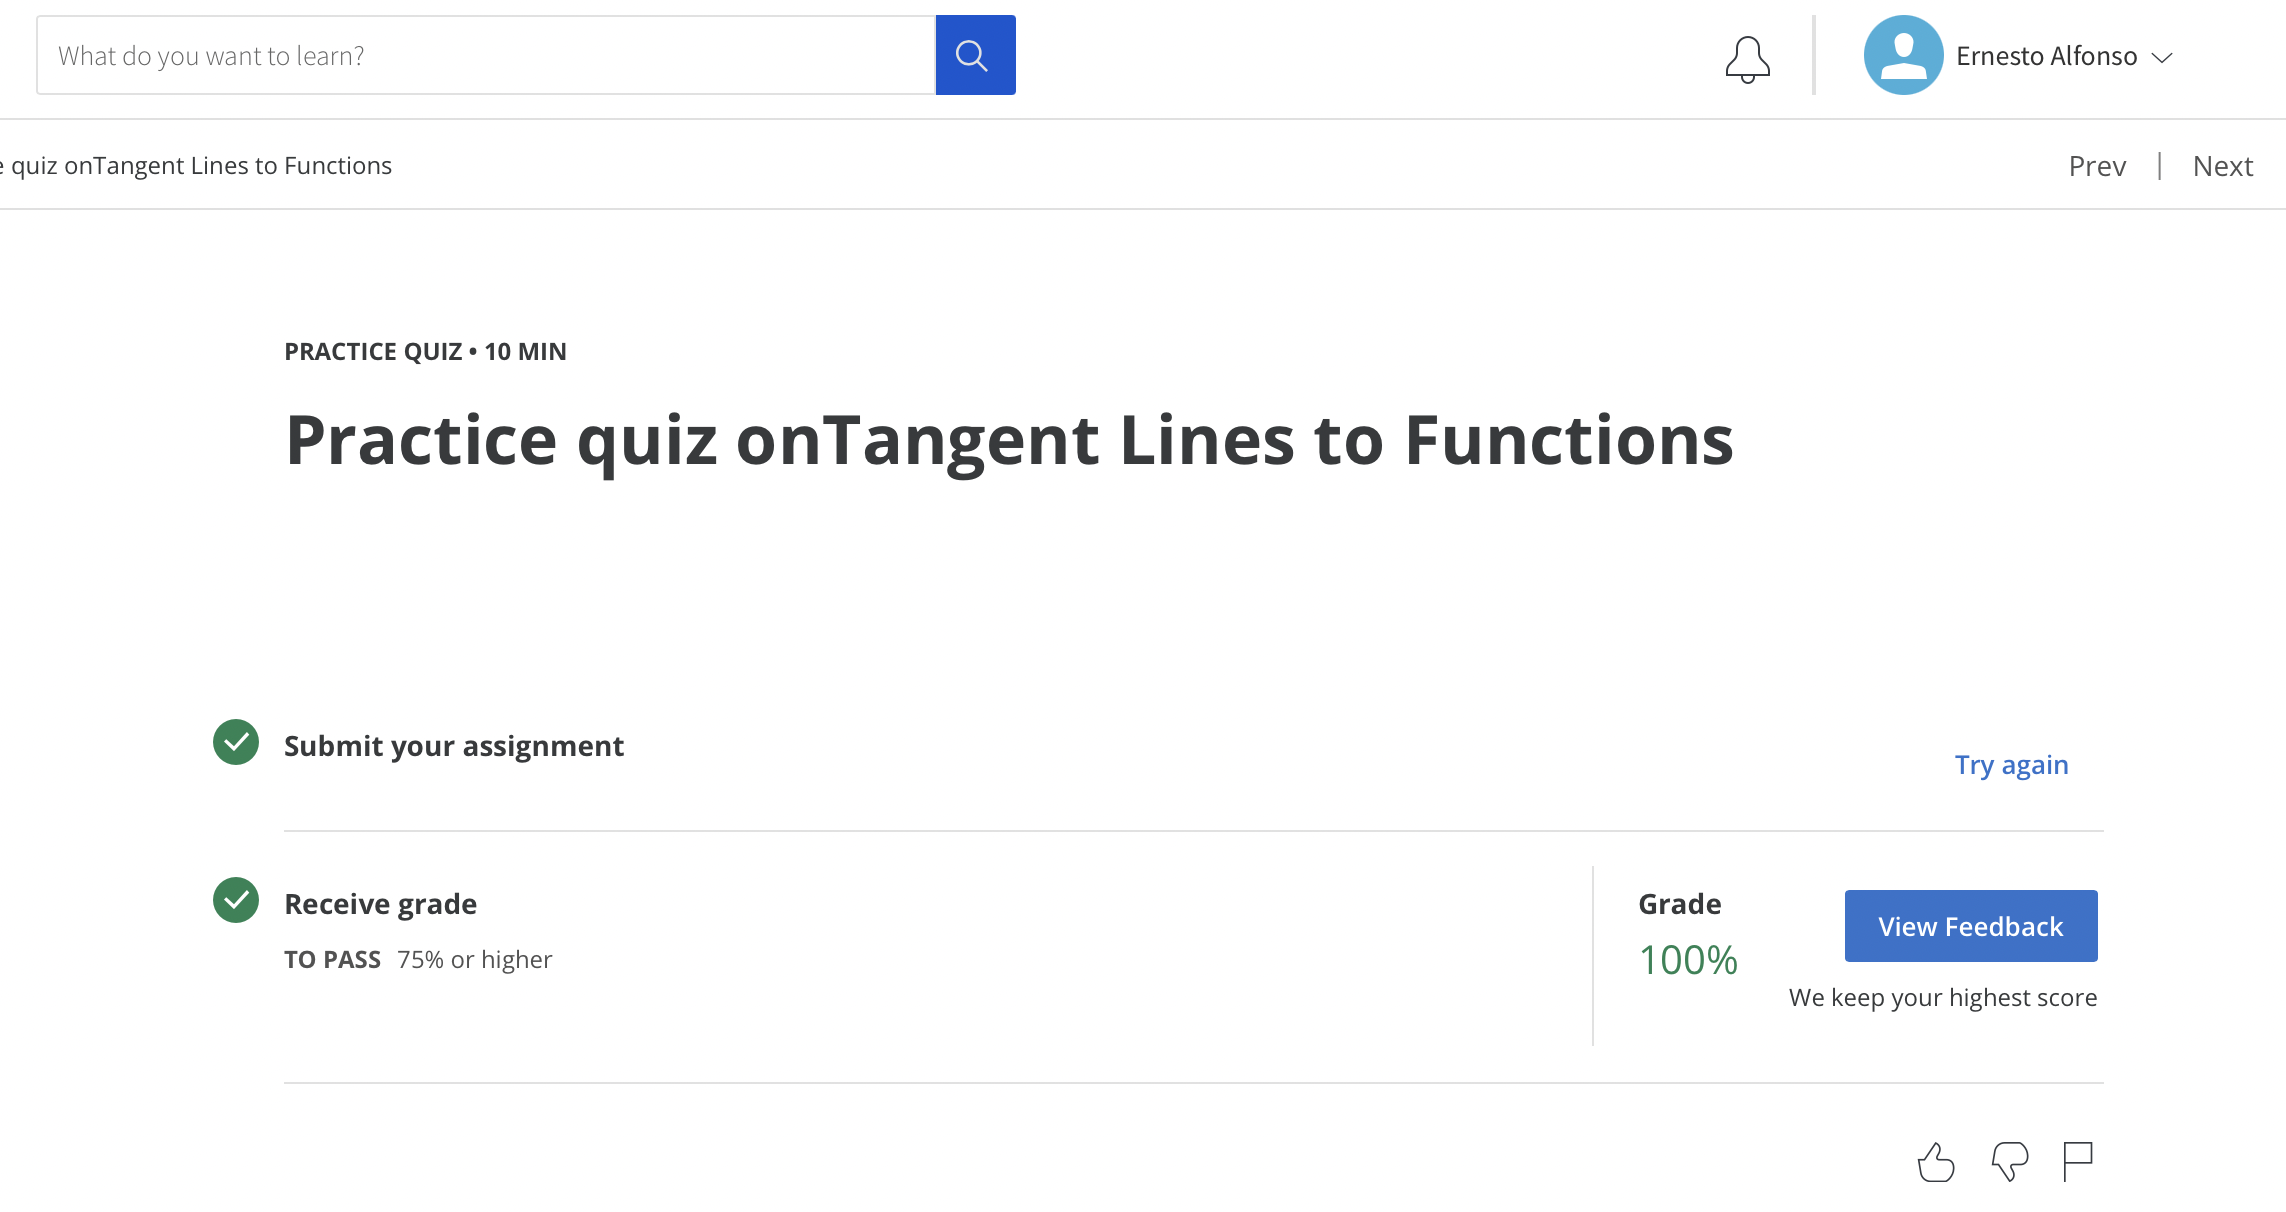 What do you want to learn?
Ernesto Alfonso
e quiz onTangent Lines to Functions
Prev | Next
PRACTICE QUIZ • 10 MIN
Practice quiz onTangent Lines to Functions
Submit your assignment
Try again
Receive grade
TO PASS 75% or higher
Grade
100%
View Feedback
We keep your highest score